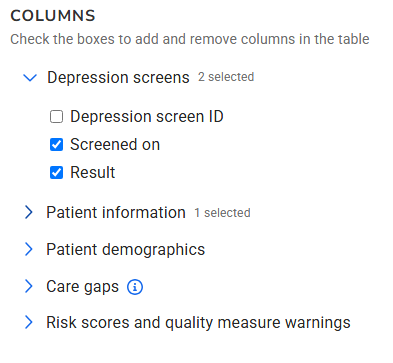 COLUMNS
Check the boxes to add and remove columns in the table
Depression screens 2 selected
Depression screen ID
Screened on
Result
Patient information 1 selected
Patient demographics
Care gaps
Risk scores and quality measure warnings